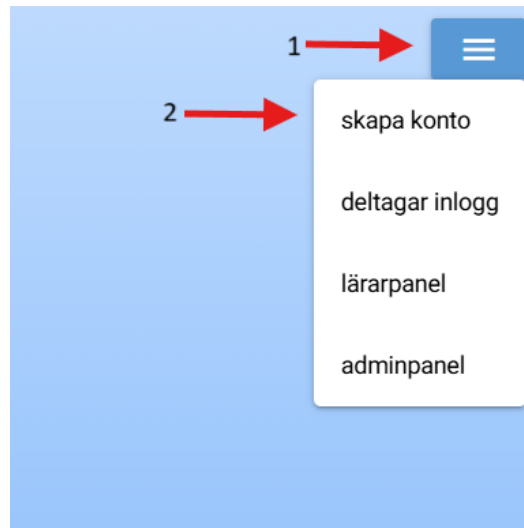 1
2
skapa konto
deltagar inlogg
lärarpanel
adminpanel